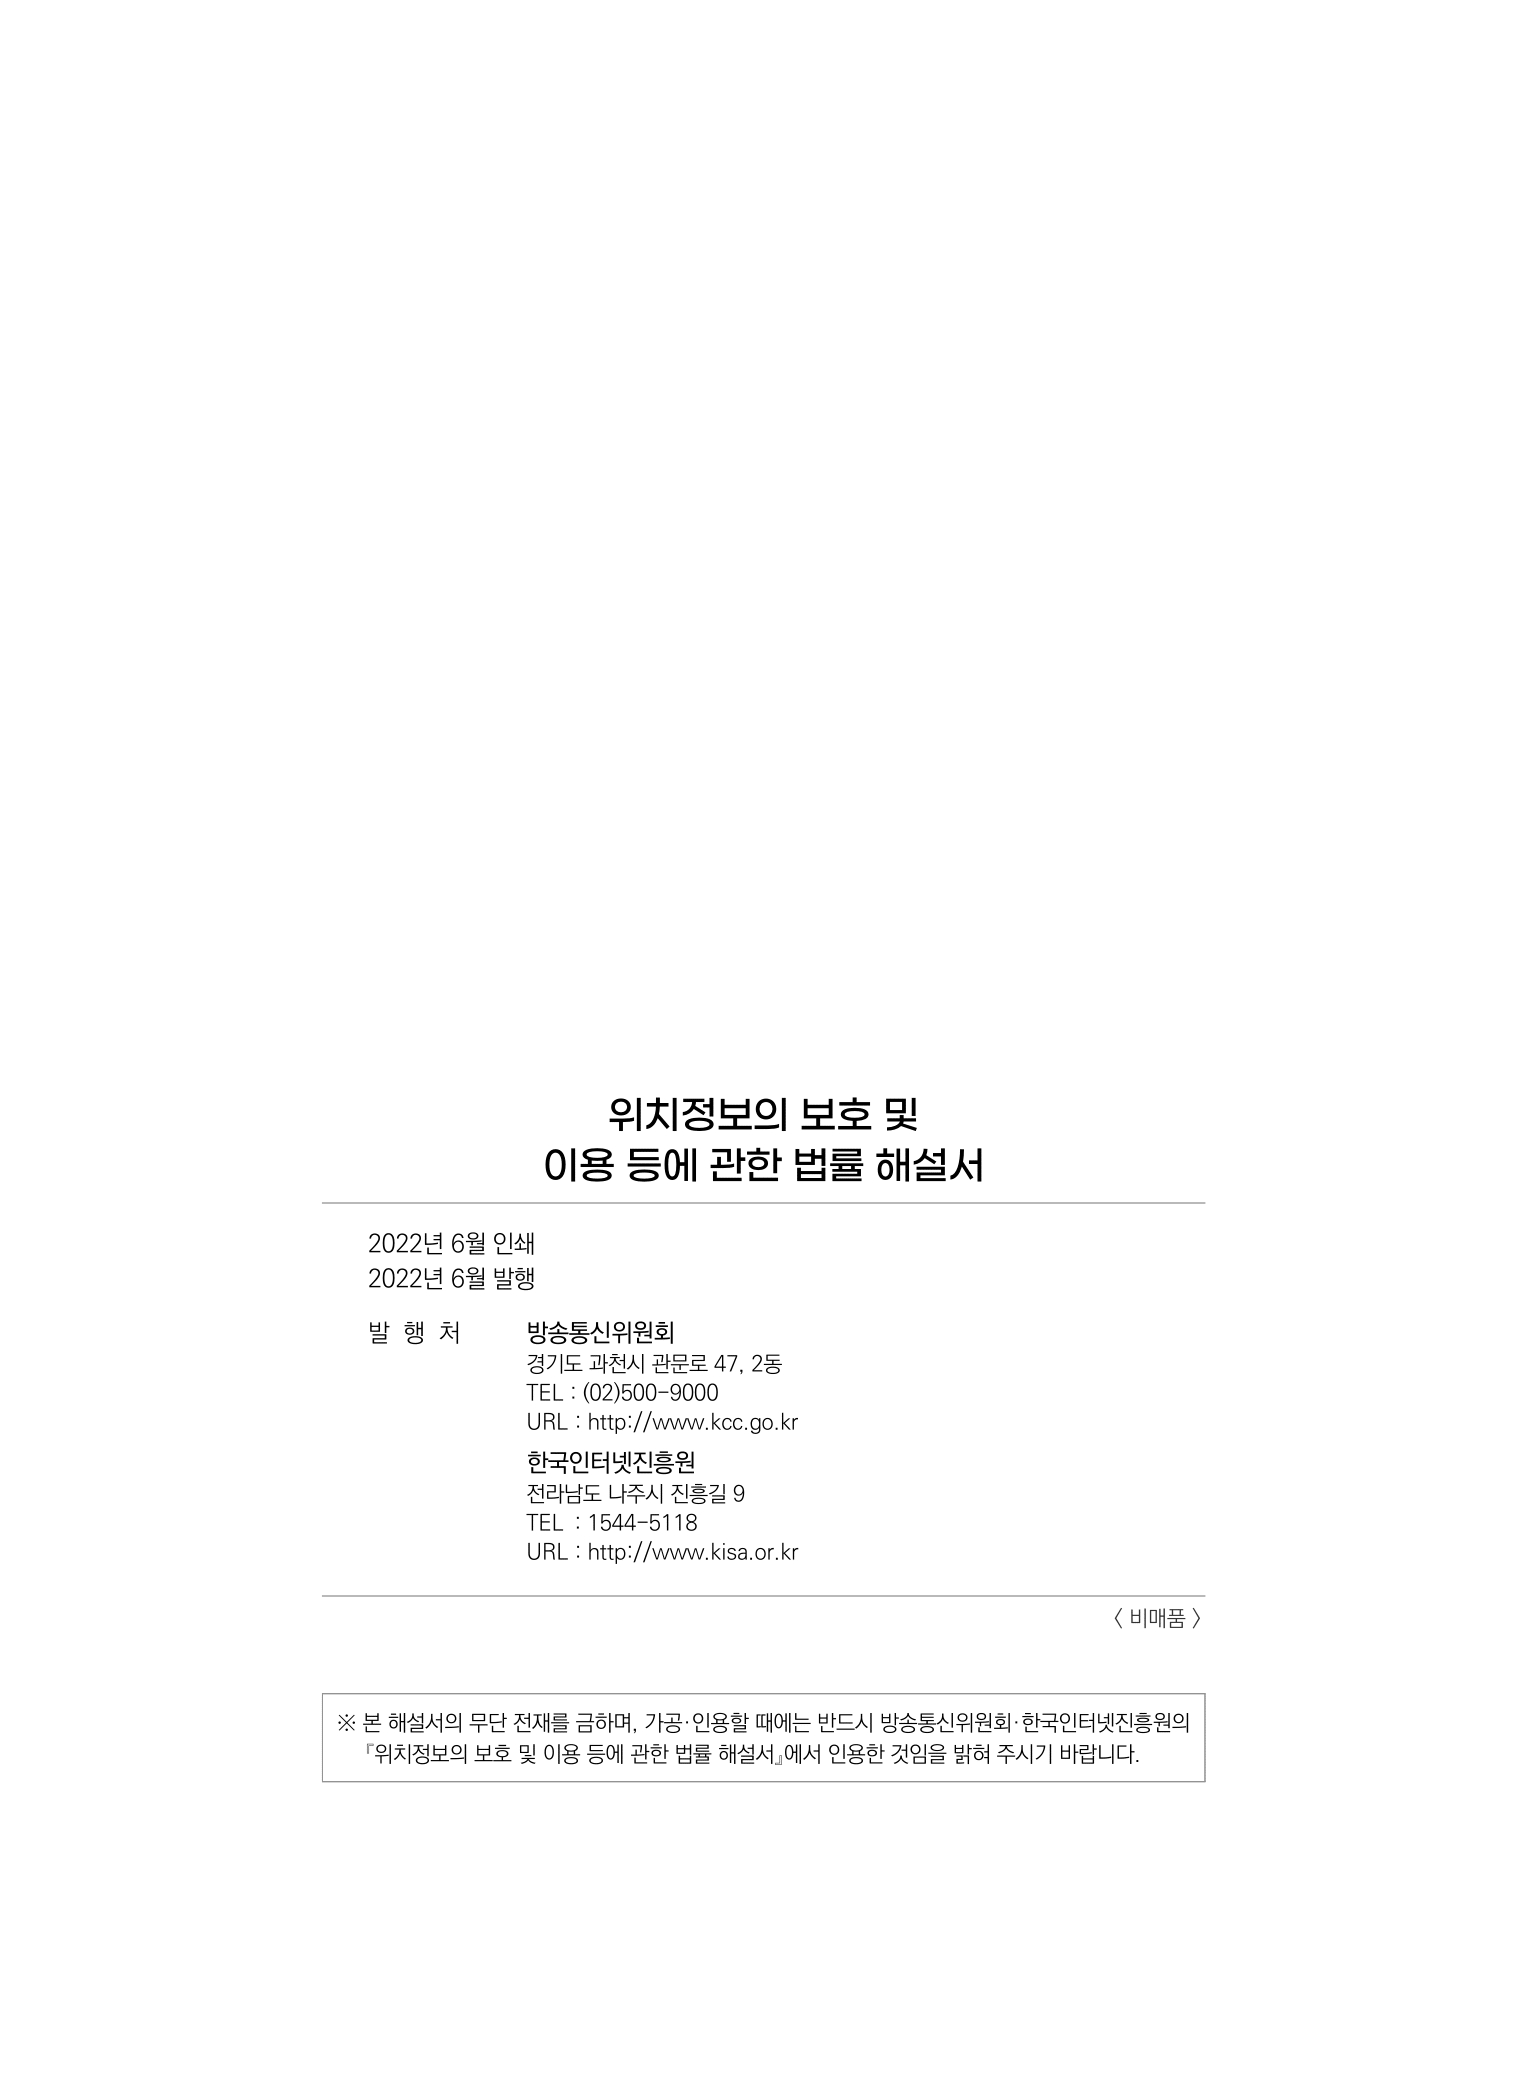 위치정보의 보호 및
이용 등에 관한 법률 해설서
2022년 6월 인쇄
2022년 6월 발행
발 행 처 방송통신위원회
경기도 과천시 관문로 47, 2동
TEL : (02)500-9000
URL : http://www.kcc.go.kr
한국인터넷진흥원
전라남도 나주시 진흥길 9
TEL : 1544-5118
URL : http://www.kisa.or.kr
〈 비매품 〉
※ 본 해설서의 무단 전재를 금하며, 가공·인용할 때에는 반드시 방송통신위원회·한국인터넷진흥원의
『위치정보의 보호 및 이용 등에 관한 법률 해설서』에서 인용한 것임을 밝혀 주시기 바랍니다.